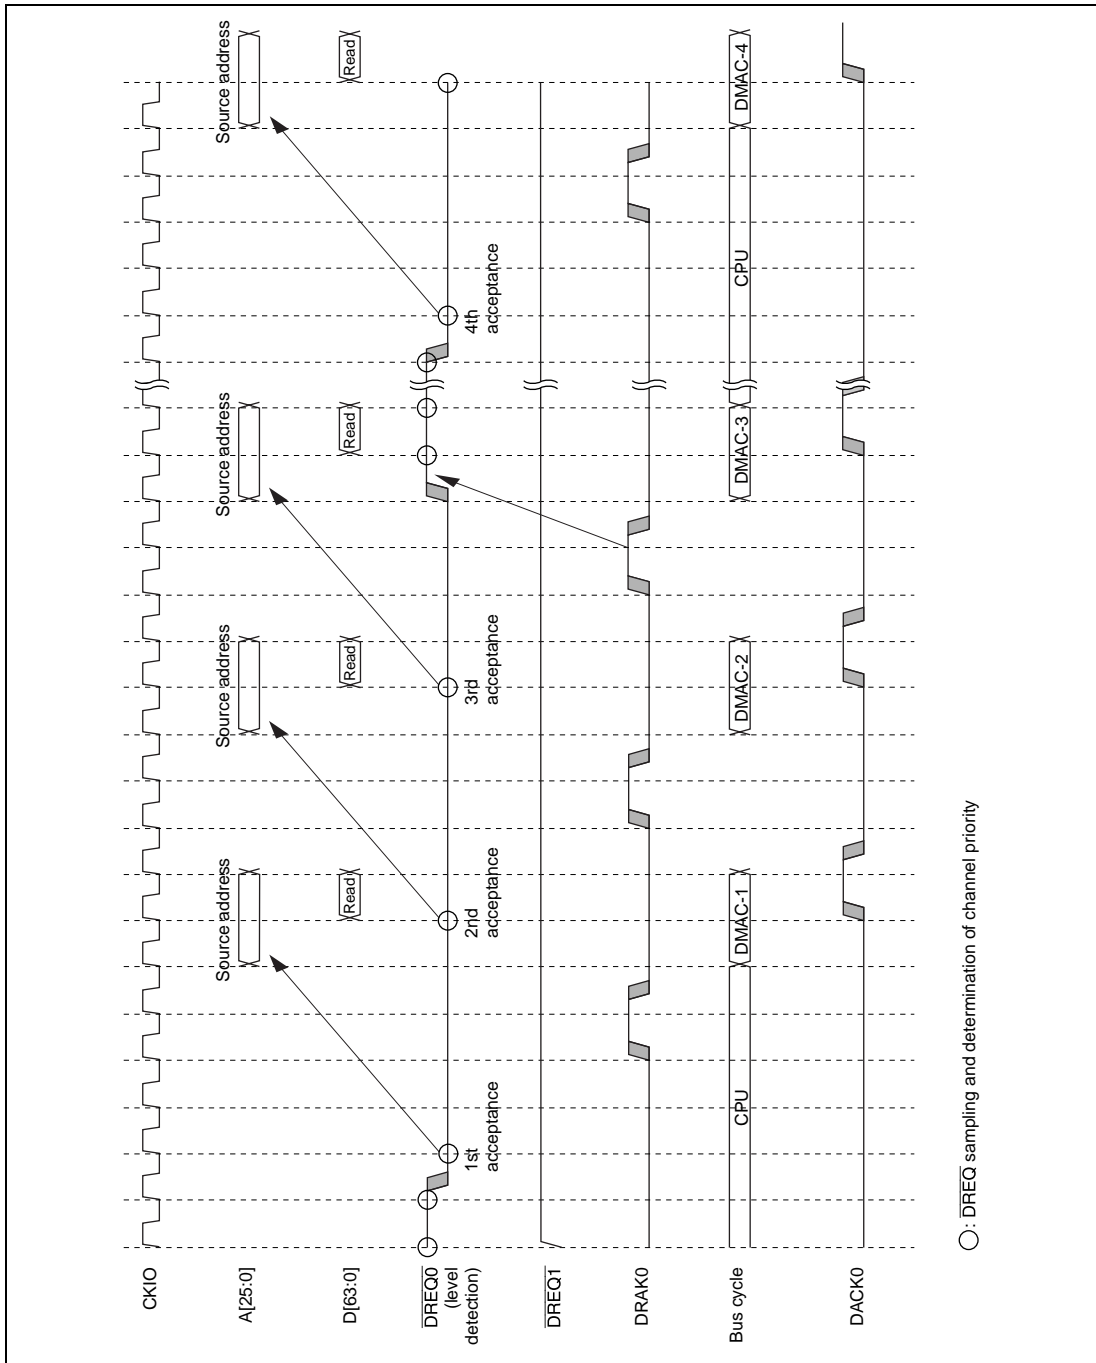 CKIO
A[25:0]
Source address
Source address
Source address
Source address
D[63:0]
Read
Read
Read
Read
DREQ0
(level
detection)
1st
acceptance
2nd
acceptance
3rd
acceptance
4th
acceptance
DREQ1
DRAK0
Bus cycle
CPU
DMAC-1
DMAC-2
DMAC-3
CPU
DMAC-4
DACK0
: DREQ sampling and determination of channel priority